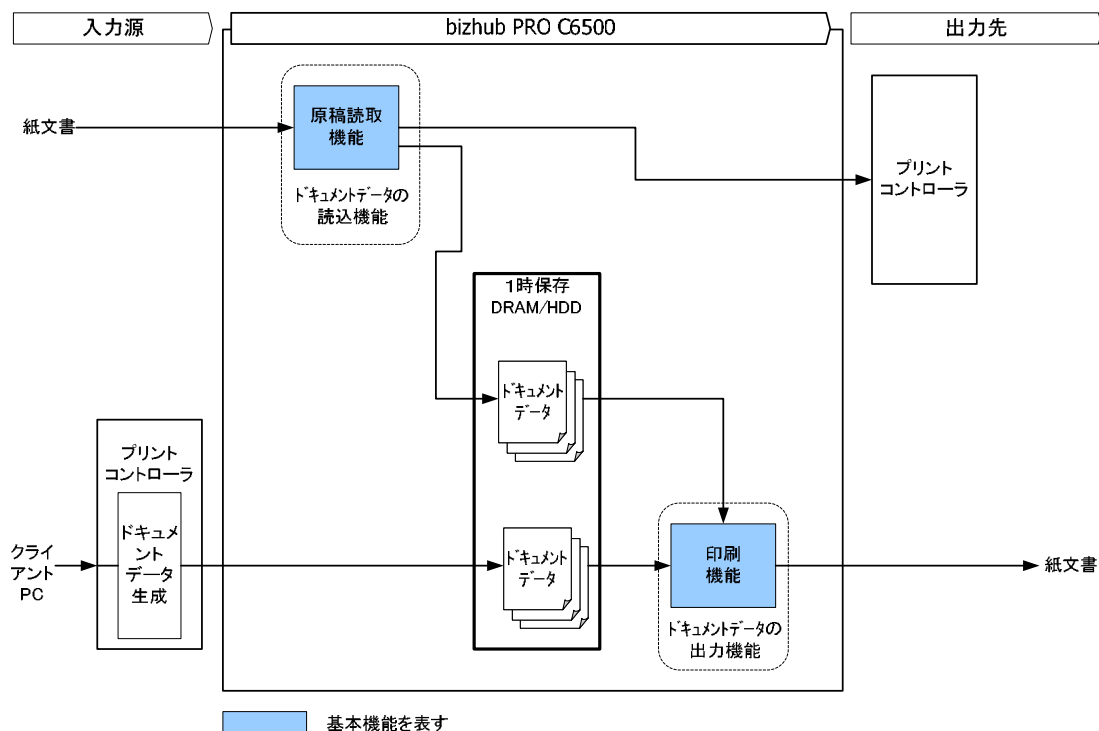 入力源
bizhub PRO C6500
出力先
紙文書
原稿読取
機能
ドキュメントデータの
読込機能
プリント
コントローラ
1時保存
DRAM/HDD
ドキュメント
データ
プリント
コントローラ
ドキュメ
ント
データ
生成
クライ
アント
PC
ドキュメント
データ
印刷
機能
ドキュメントデータの
出力機能
紙文書
基本機能を表す